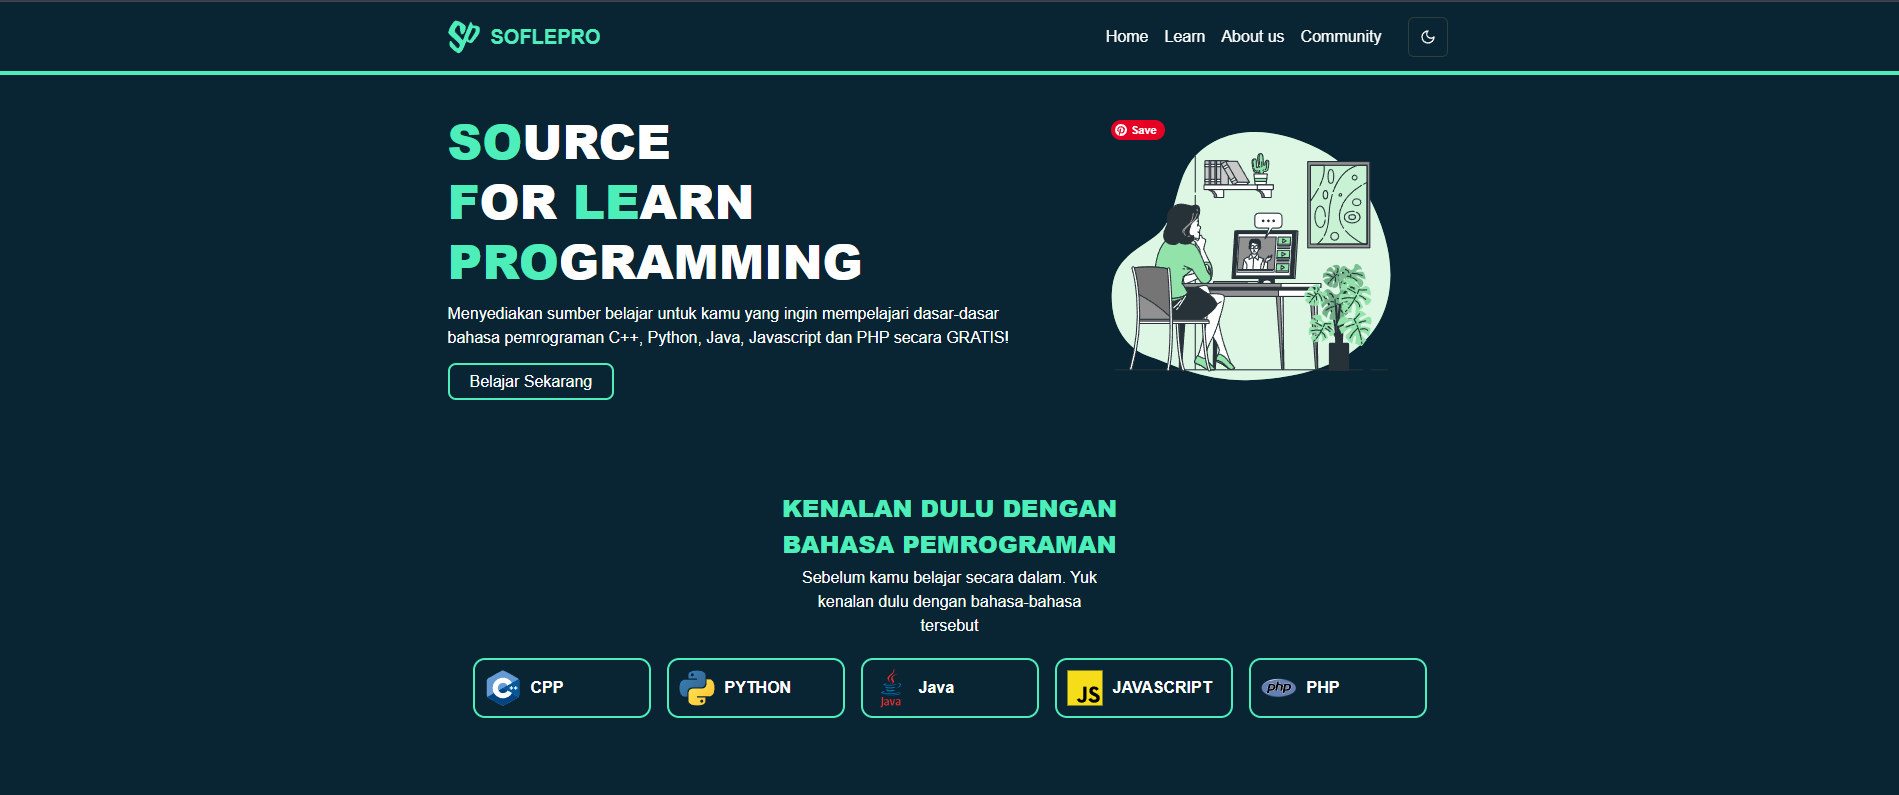 SOFLEPRO
Home Learn About us Community
SOURCE
FOR LEARN
PROGRAMMING
Save
Menyediakan sumber belajar untuk kamu yang ingin mempelajari dasar-dasar
bahasa pemrograman C++, Python, Java, Javascript dan PHP secara GRATIS!
Belajar Sekarang
KENALAN DULU DENGAN
BAHASA PEMROGRAMAN
Sebelum kamu belajar secara dalam. Yuk
kenalan dulu dengan bahasa-bahasa
tersebut
C++ CPP
PYTHON
Java Java
JS JAVASCRIPT
php PHP